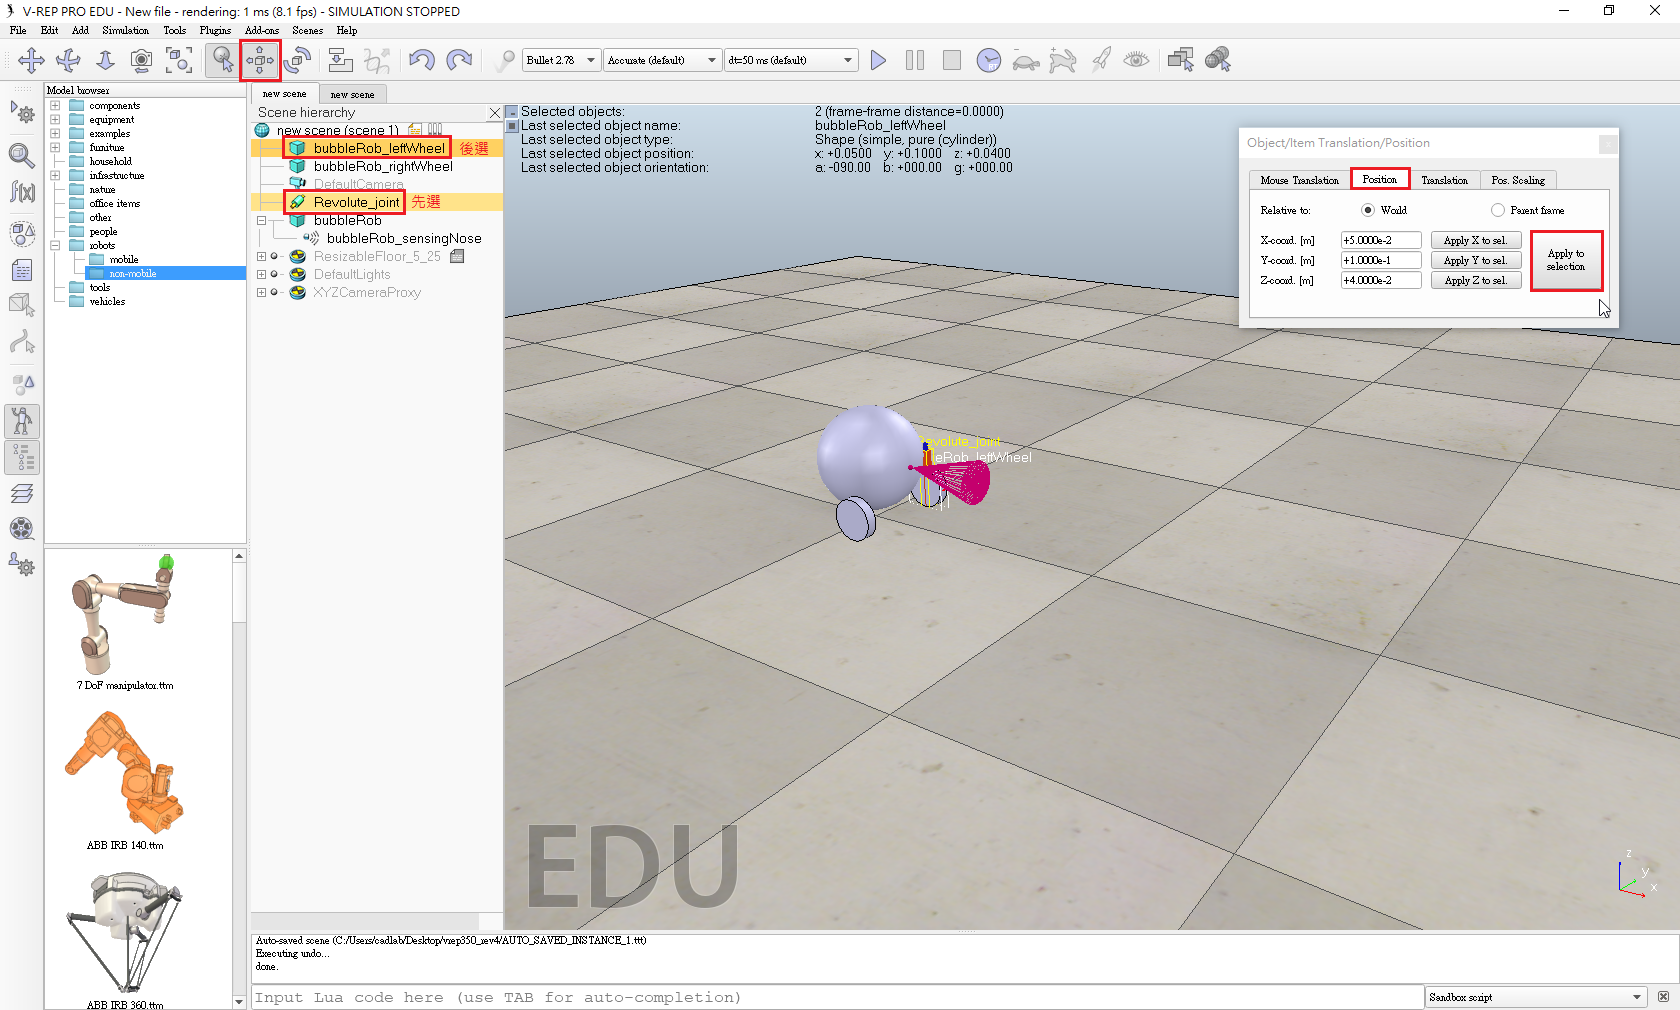 V-REP PRO EDU - New file - rendering: 1 ms (8.1 fps) - SIMULATION STOPPED
File Edit Add Simulation Tools Plugins Add-ons Scenes Help
Bullet 2.78 Accurate (default) dt=50 ms (default)
Model browser
components
equipment
examples
furniture
household
infrastructure
nature
office items
other
people
robots
mobile
non-mobile
tools
vehicles
7 DoF manipulator.ttm
ABB IRB 140.ttm
ABB IRB 360.ttm
new scene new scene
Scene hierarchy
new scene (scene 1)
bubbleRob_leftWheel 後選
bubbleRob_rightWheel
DefaultCamera
Revolute_joint 先選
bubbleRob
bubbleRob_sensingNose
ResizableFloor_5_25
DefaultLights
XYZCameraProxy
Selected objects: 2 (frame-frame distance=0.0000)
Last selected object name: bubbleRob_leftWheel
Last selected object type: Shape (simple, pure (cylinder))
Last selected object position: x: +0.0500 y: +0.1000 z: +0.0400
Last selected object orientation: a: -090.00 b: +000.00 g: +000.00
Object/Item Translation/Position
Mouse Translation Position Translation Pos. Scaling
Relative to: World Parent frame
X-coord. [m] +5.0000e-2 Apply X to sel.
Y-coord. [m] +1.0000e-1 Apply Y to sel.
Z-coord. [m] +4.0000e-2 Apply Z to sel.
Apply to
selection
Revolute_joint
leRob_leftWheel
EDU
z
y
x
Auto-saved scene (C:/Users/cadlab/Desktop/vrep350_rev4/AUTO_SAVED_INSTANCE_1.ttt)
Executing undo...
done.
Input Lua code here (use TAB for auto-completion) Sandbox script